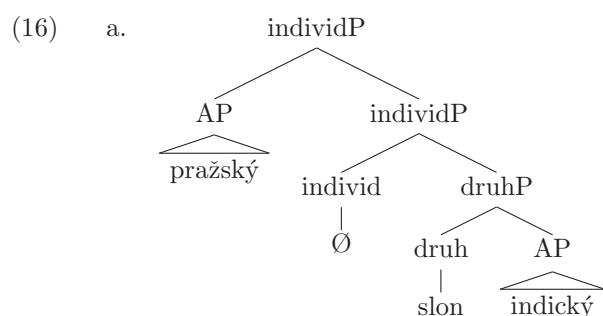 (16) a. individP
AP individP
pražský individ druhP
Ø druh AP
slon indický